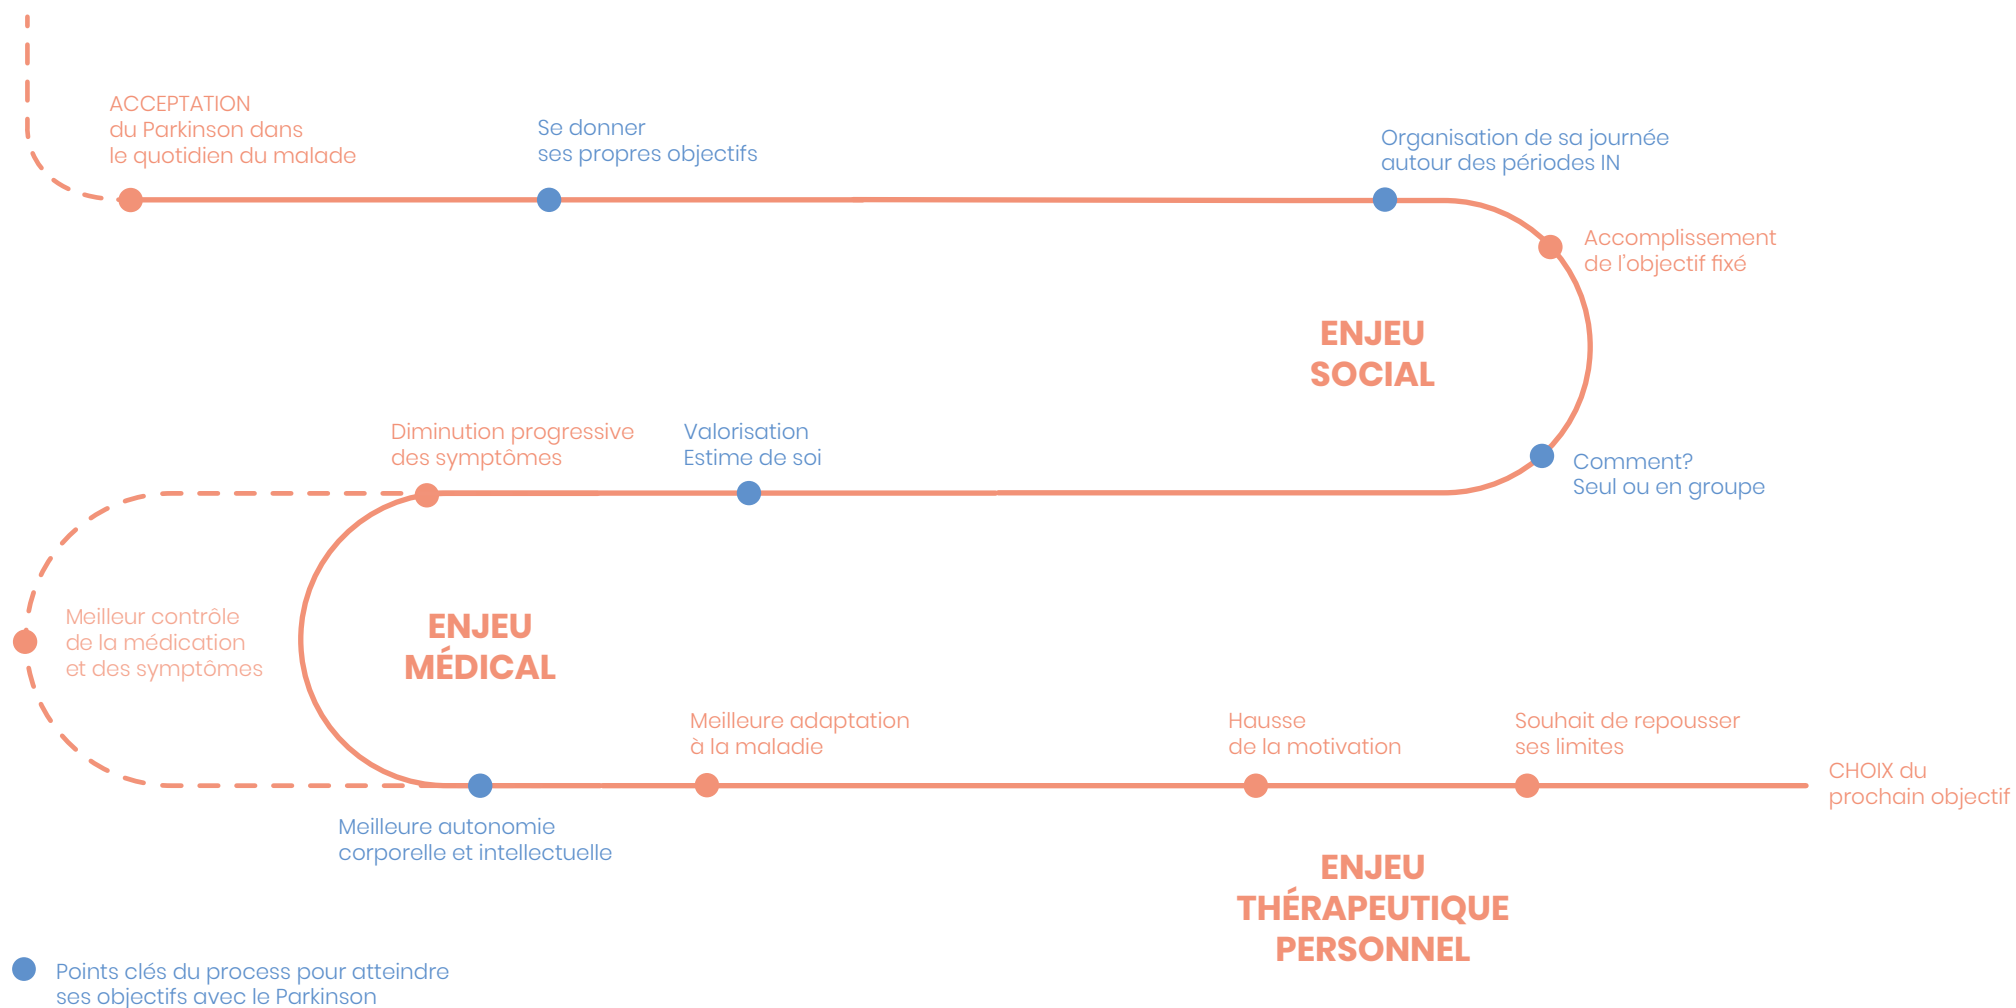 ACCEPTATION
du Parkinson dans
le quotidien du malade
Se donner
ses propres objectifs
Organisation de sa journée
autour des périodes IN
Accomplissement
de l'objectif fixé
ENJEU
SOCIAL
Comment?
Seul ou en groupe
Valorisation
Estime de soi
Diminution progressive
des symptômes
Meilleur contrôle
de la médication
et des symptômes
ENJEU
MÉDICAL
Meilleure autonomie
corporelle et intellectuelle
Meilleure adaptation
à la maladie
Hausse
de la motivation
Souhait de repousser
ses limites
CHOIX du
prochain objectif
ENJEU
THÉRAPEUTIQUE
PERSONNEL
Points clés du process pour atteindre
ses objectifs avec le Parkinson